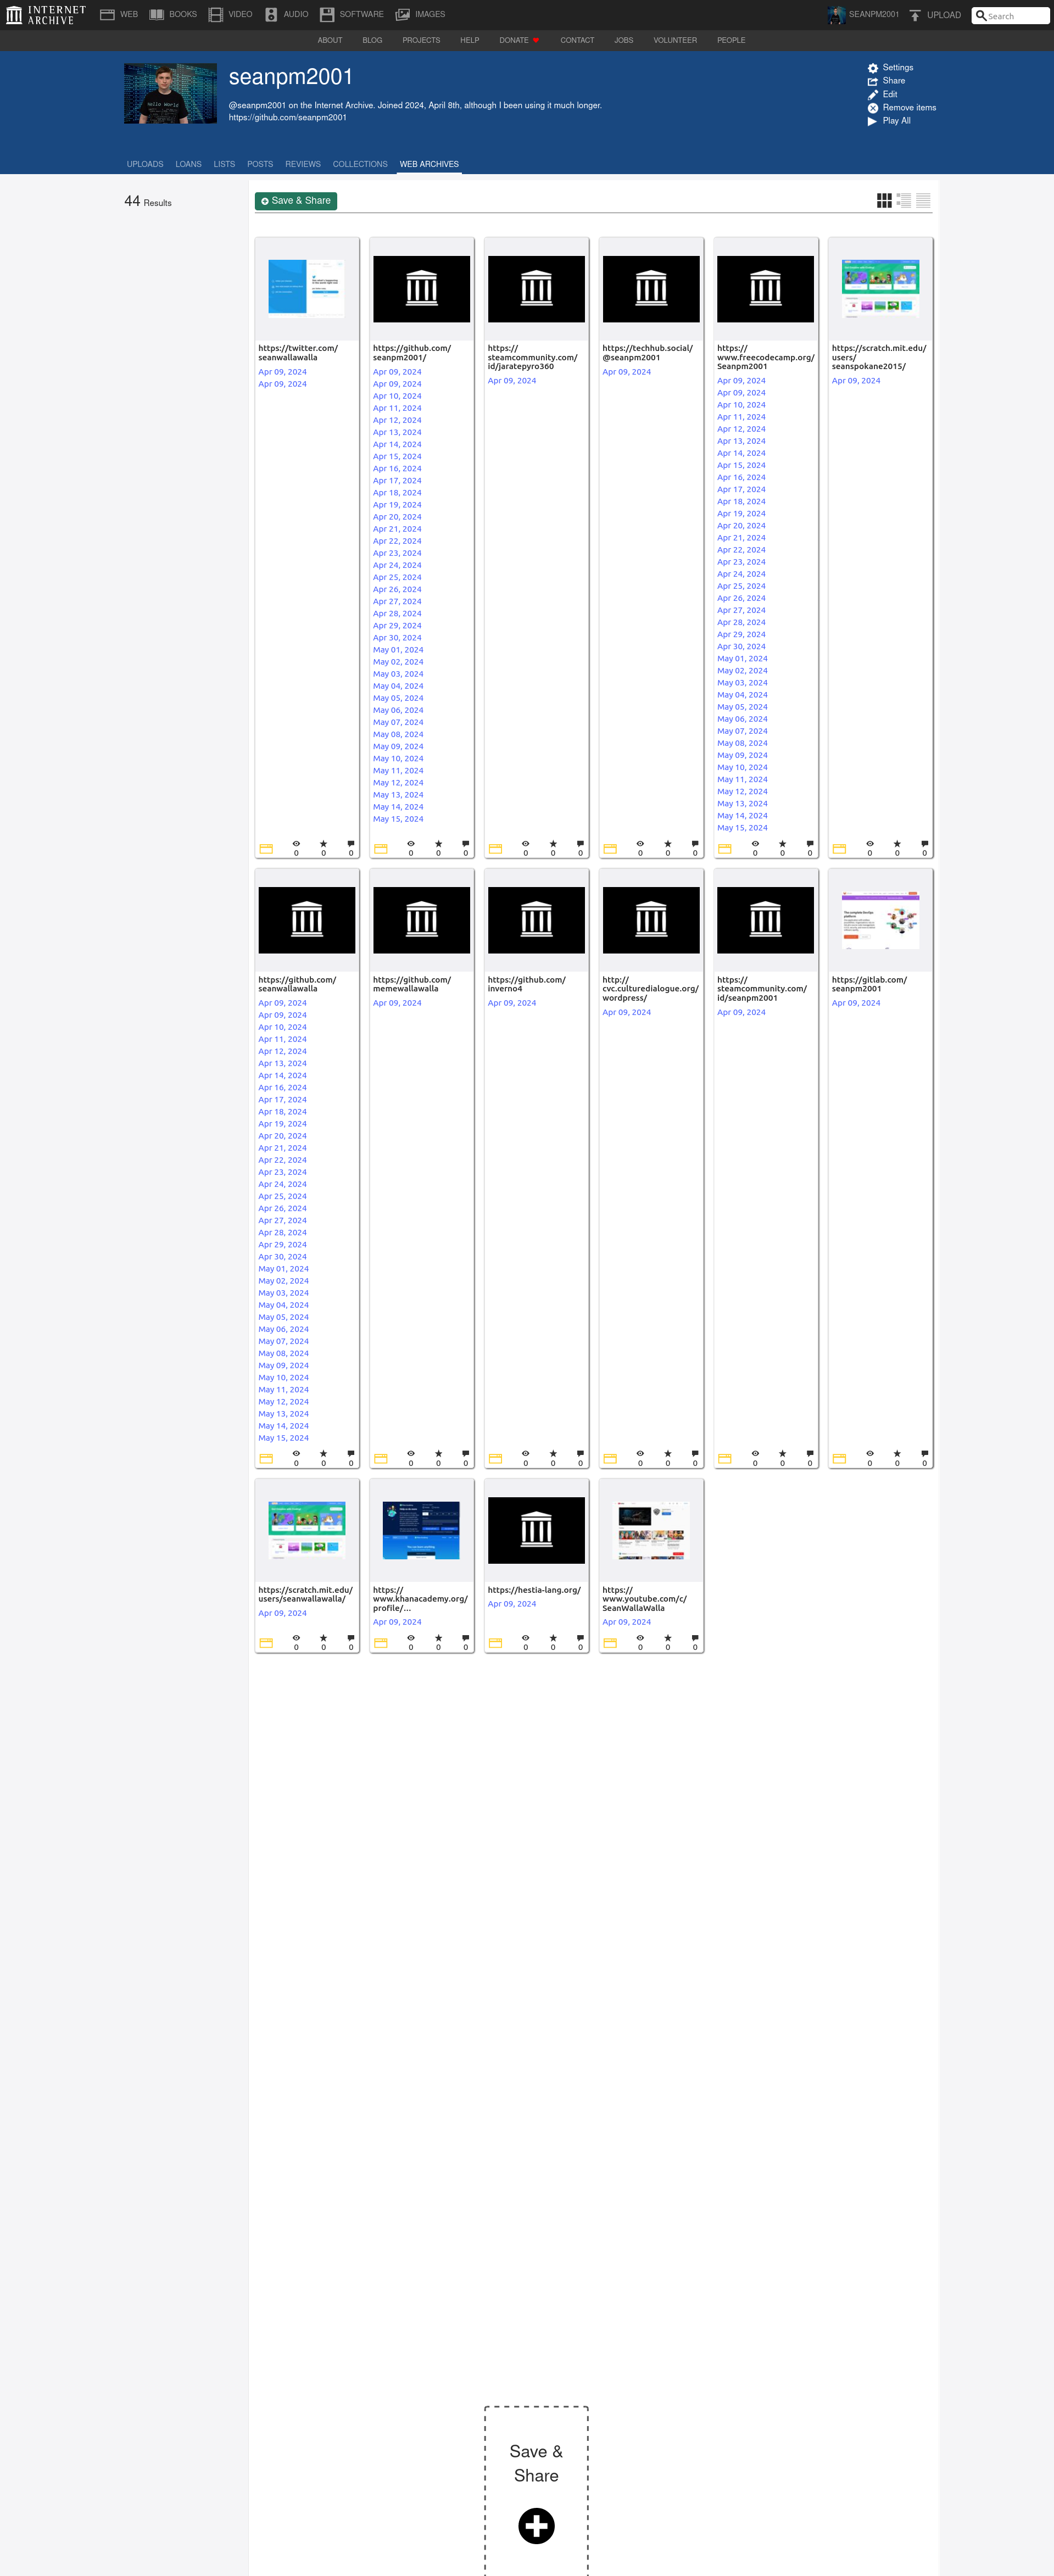 INTERNET
ARCHIVE
WEB BOOKS VIDEO AUDIO SOFTWARE IMAGES
SEANPM2001 UPLOAD Search
ABOUT BLOG PROJECTS HELP DONATE CONTACT JOBS VOLUNTEER PEOPLE
seanpm2001
@seanpm2001 on the Internet Archive. Joined 2024, April 8th, although I been using it much longer.
https://github.com/seanpm2001
Settings
Share
Edit
Remove items
Play All
UPLOADS LOANS LISTS POSTS REVIEWS COLLECTIONS WEB ARCHIVES
44 Results
Save & Share
https://twitter.com/
seanwallawalla
Apr 09, 2024
Apr 09, 2024
0 0 0
https://github.com/
seanpm2001/
Apr 09, 2024
Apr 09, 2024
Apr 10, 2024
Apr 11, 2024
Apr 12, 2024
Apr 13, 2024
Apr 14, 2024
Apr 15, 2024
Apr 16, 2024
Apr 17, 2024
Apr 18, 2024
Apr 19, 2024
Apr 20, 2024
Apr 21, 2024
Apr 22, 2024
Apr 23, 2024
Apr 24, 2024
Apr 25, 2024
Apr 26, 2024
Apr 27, 2024
Apr 28, 2024
Apr 29, 2024
Apr 30, 2024
May 01, 2024
May 02, 2024
May 03, 2024
May 04, 2024
May 05, 2024
May 06, 2024
May 07, 2024
May 08, 2024
May 09, 2024
May 10, 2024
May 11, 2024
May 12, 2024
May 13, 2024
May 14, 2024
May 15, 2024
0 0 0
https://
steamcommunity.com/
id/jaratepyro360
Apr 09, 2024
0 0 0
https://techhub.social/
@seanpm2001
Apr 09, 2024
0 0 0
https://
www.freecodecamp.org/
Seanpm2001
Apr 09, 2024
Apr 09, 2024
Apr 10, 2024
Apr 11, 2024
Apr 12, 2024
Apr 13, 2024
Apr 14, 2024
Apr 15, 2024
Apr 16, 2024
Apr 17, 2024
Apr 18, 2024
Apr 19, 2024
Apr 20, 2024
Apr 21, 2024
Apr 22, 2024
Apr 23, 2024
Apr 24, 2024
Apr 25, 2024
Apr 26, 2024
Apr 27, 2024
Apr 28, 2024
Apr 29, 2024
Apr 30, 2024
May 01, 2024
May 02, 2024
May 03, 2024
May 04, 2024
May 05, 2024
May 06, 2024
May 07, 2024
May 08, 2024
May 09, 2024
May 10, 2024
May 11, 2024
May 12, 2024
May 13, 2024
May 14, 2024
May 15, 2024
0 0 0
https://scratch.mit.edu/
users/
seanspokane2015/
Apr 09, 2024
0 0 0
https://github.com/
seanwallawalla
Apr 09, 2024
Apr 09, 2024
Apr 10, 2024
Apr 11, 2024
Apr 12, 2024
Apr 13, 2024
Apr 14, 2024
Apr 16, 2024
Apr 17, 2024
Apr 18, 2024
Apr 19, 2024
Apr 20, 2024
Apr 21, 2024
Apr 22, 2024
Apr 23, 2024
Apr 24, 2024
Apr 25, 2024
Apr 26, 2024
Apr 27, 2024
Apr 28, 2024
Apr 29, 2024
Apr 30, 2024
May 01, 2024
May 02, 2024
May 03, 2024
May 04, 2024
May 05, 2024
May 06, 2024
May 07, 2024
May 08, 2024
May 09, 2024
May 10, 2024
May 11, 2024
May 12, 2024
May 13, 2024
May 14, 2024
May 15, 2024
0 0 0
https://github.com/
memewallawalla
Apr 09, 2024
0 0 0
https://github.com/
inverno4
Apr 09, 2024
0 0 0
http://
cvc.culturedialogue.org/
wordpress/
Apr 09, 2024
0 0 0
https://
steamcommunity.com/
id/seanpm2001
Apr 09, 2024
0 0 0
The complete DevOps
platform
https://gitlab.com/
seanpm2001
Apr 09, 2024
0 0 0
https://scratch.mit.edu/
users/seanwallawalla/
Apr 09, 2024
0 0 0
https://
www.khanacademy.org/
profile/…
Apr 09, 2024
0 0 0
https://hestia-lang.org/
Apr 09, 2024
0 0 0
https://
www.youtube.com/c/
SeanWallaWalla
Apr 09, 2024
0 0 0
Save &
Share